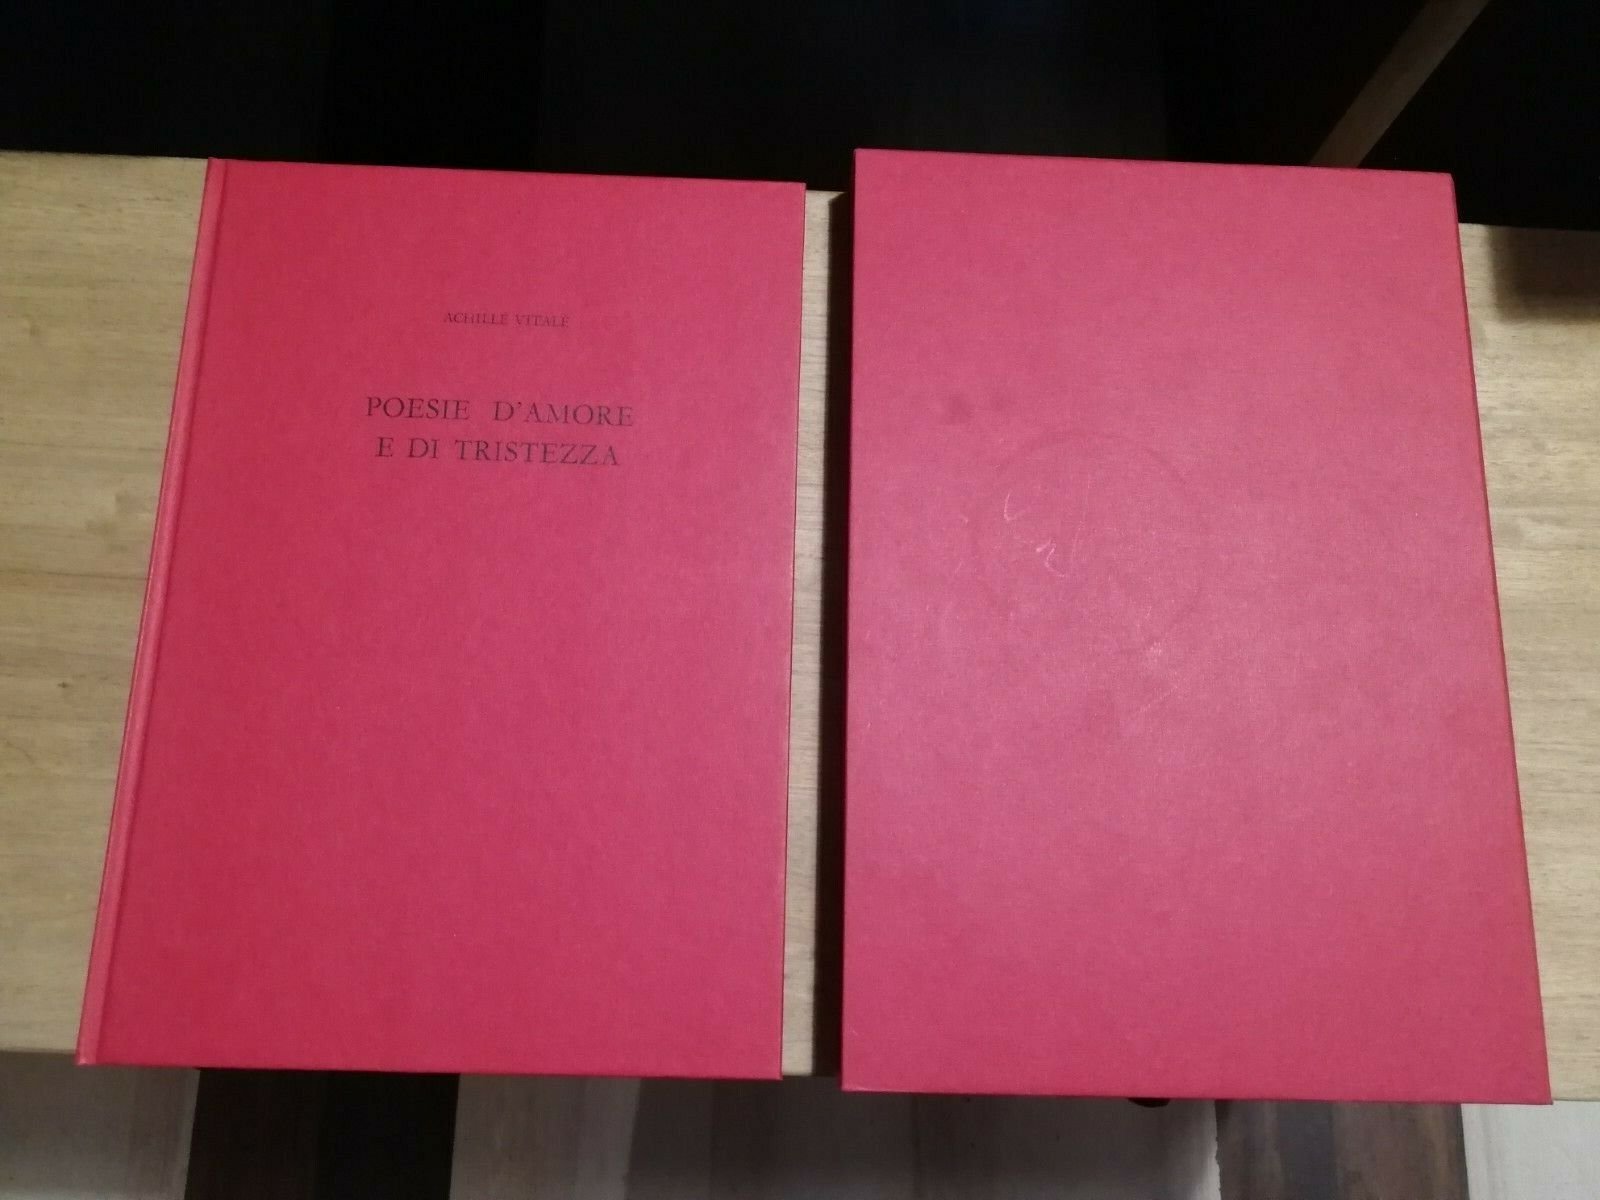 ACHILLE VITALE
POESIE D'AMORE
E DI TRISTEZZA